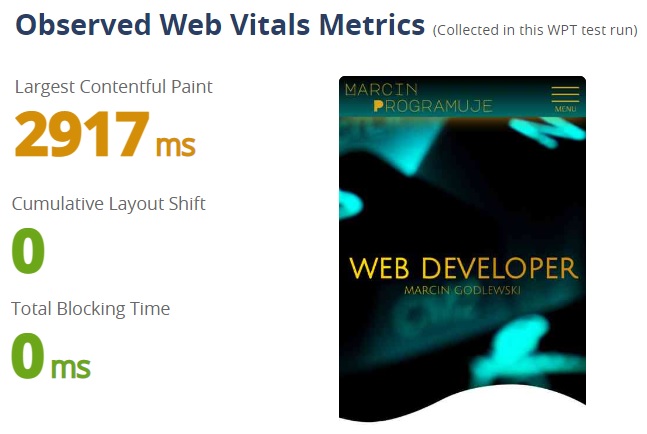 Observed Web Vitals Metrics (Collected in this WPT test run)
Largest Contentful Paint
2917 ms
Cumulative Layout Shift
0
Total Blocking Time
0 ms
MARCIN
PROGRAMUJE
MENU
WEB DEVELOPER
MARCIN GODLEWSKI